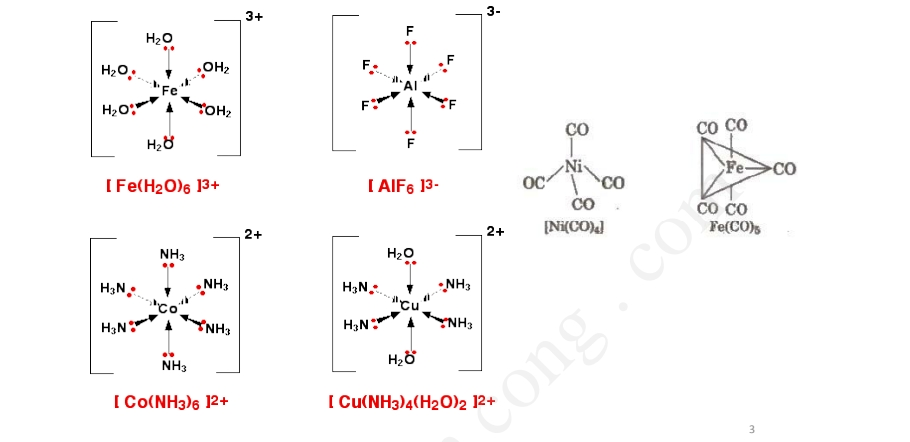 3+
H₂O
H₂O OH₂
Fe
H₂O OH₂
H₂O
[ Fe(H₂O)₆ ]3+
3-
F
F F
Al
F F
F
[ AlF₆ ]3-
CO
Ni
OC CO
CO
[Ni(CO)₄]
CO CO
Fe CO
CO CO
Fe(CO)₅
2+
NH₃
H₃N NH₃
Co
H₃N NH₃
NH₃
[ Co(NH₃)₆ ]2+
2+
H₂O
H₃N NH₃
Cu
H₃N NH₃
H₂O
[ Cu(NH₃)₄(H₂O)₂ ]2+
cong . com
3